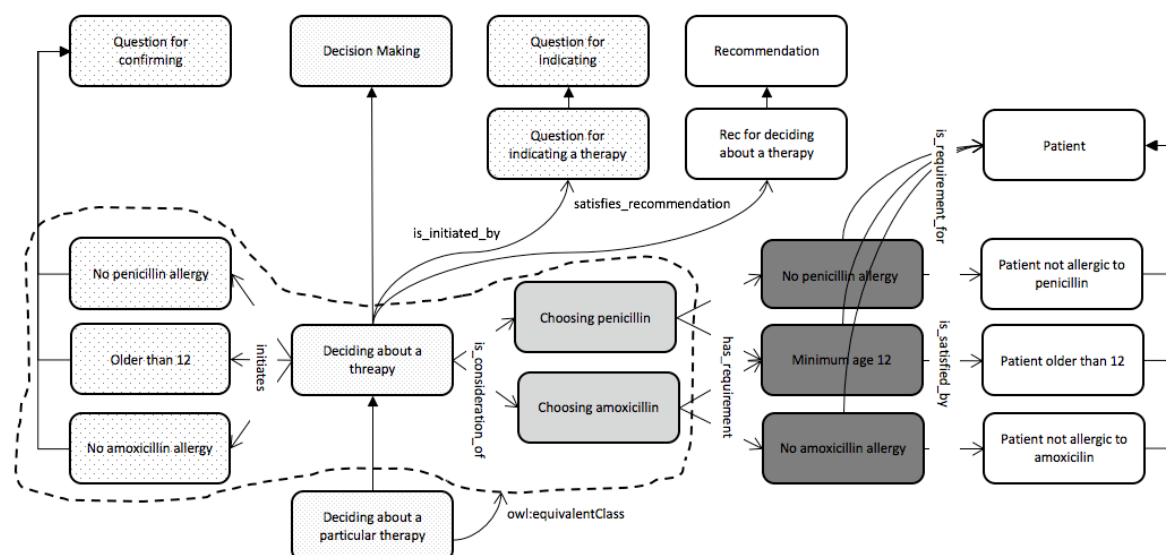 Question for
confirming
Decision Making
Question for
indicating
Recommendation
Question for
indicating a therapy
Rec for deciding
about a therapy
Patient
is_requirement_for
satisfies_recommendation
is_initiated_by
No penicillin allergy
Older than 12
No amoxicillin allergy
initiates
Deciding about a
threapy
is_consideration_of
Choosing penicillin
Choosing amoxicillin
has_requirement
No penicillin allergy
Minimum age 12
No amoxicillin allergy
is_satisfied_by
Patient not allergic to
penicillin
Patient older than 12
Patient not allergic to
amoxicilin
Deciding about a
particular therapy
owl:equivalentClass